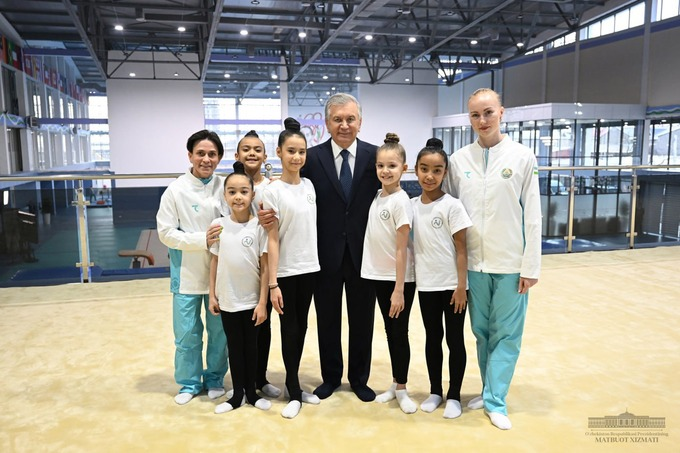 O'zbekiston Respublikasi Prezidentining
MATBUOT XIZMATI